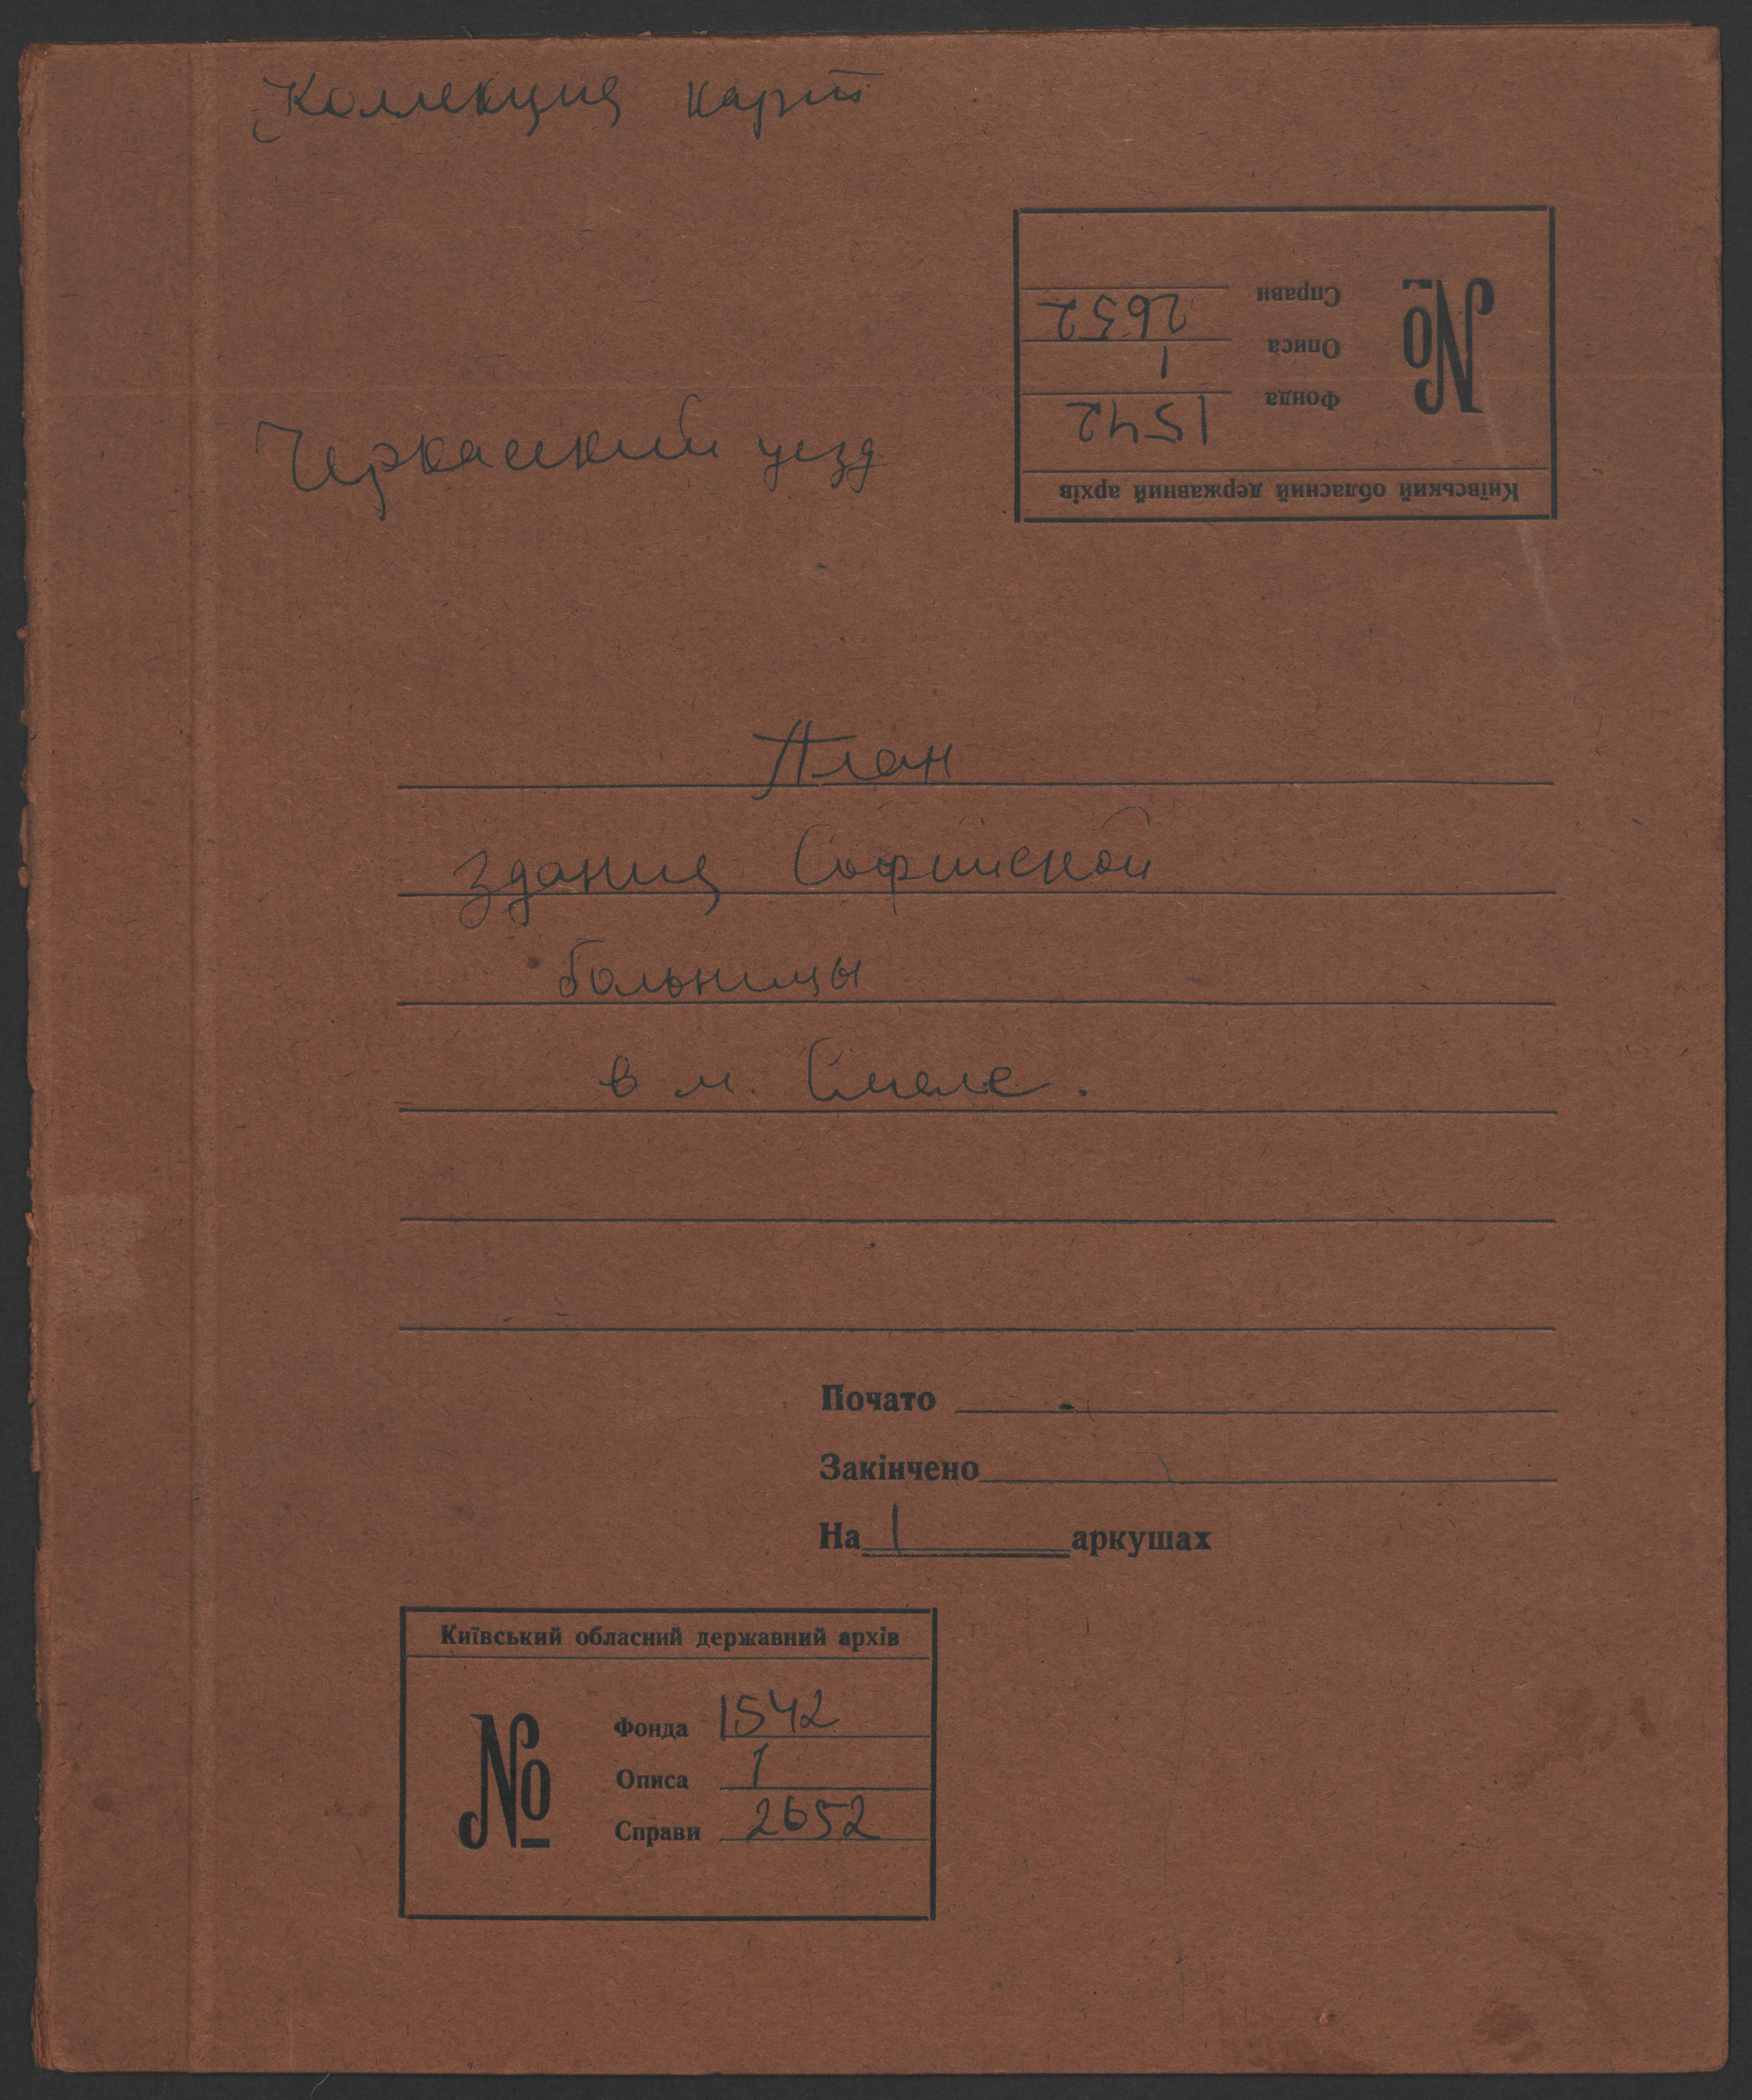 Коллекция карт
Київський обласний державний архів
№
Фонда 1542
Описа 1
Справи 2652
Черкасский уезд
План
здания Софийской
больницы
в м. Смеле.
Почато -
Закінчено
На 1 аркушах
Київський обласний державний архів
№
Фонда 1542
Описа 1
Справи 2652